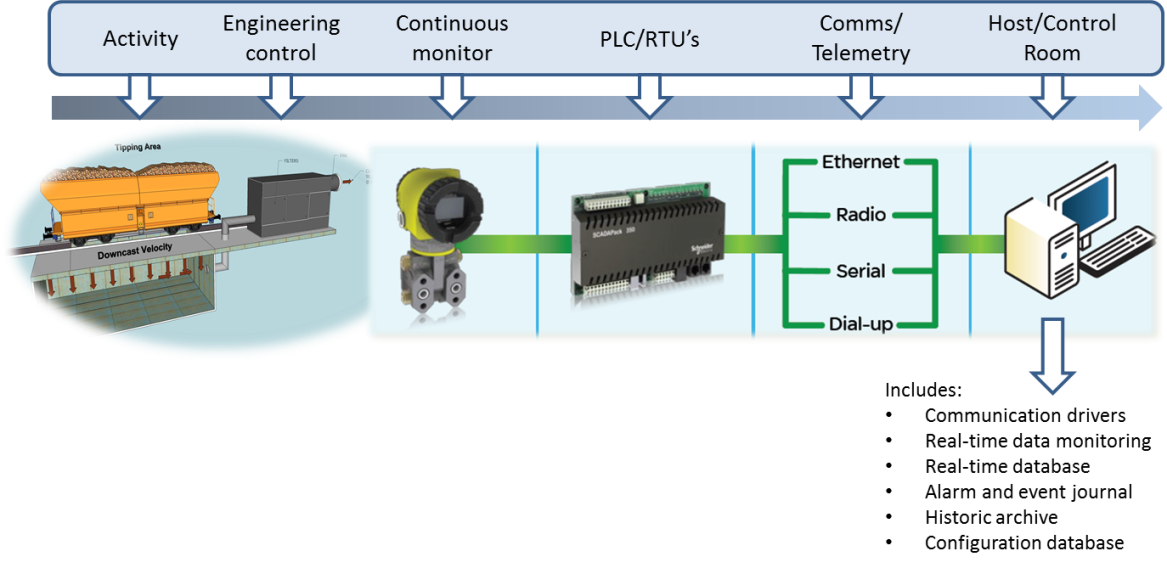 Activity
Engineering
control
Continuous
monitor
PLC/RTU's
Comms/
Telemetry
Host/Control
Room
Tipping Area
FILTERS
Downcast Velocity
SCADAPack 350
Schneider
Ethernet
Radio
Serial
Dial-up
Includes:
• Communication drivers
• Real-time data monitoring
• Real-time database
• Alarm and event journal
• Historic archive
• Configuration database